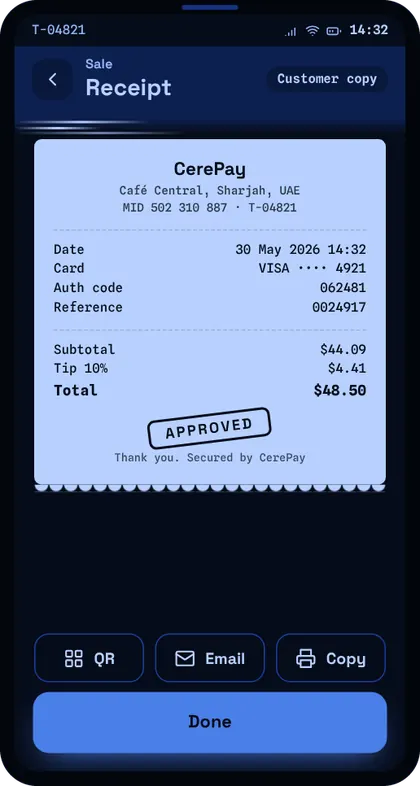 T-04821 14:32
Sale
Receipt
Customer copy
CerePay
Café Central, Sharjah, UAE
MID 502 310 887 · T-04821
Date 30 May 2026 14:32
Card VISA ···· 4921
Auth code 062481
Reference 0024917
Subtotal $44.09
Tip 10% $4.41
Total $48.50
APPROVED
Thank you. Secured by CerePay
QR Email Copy
Done